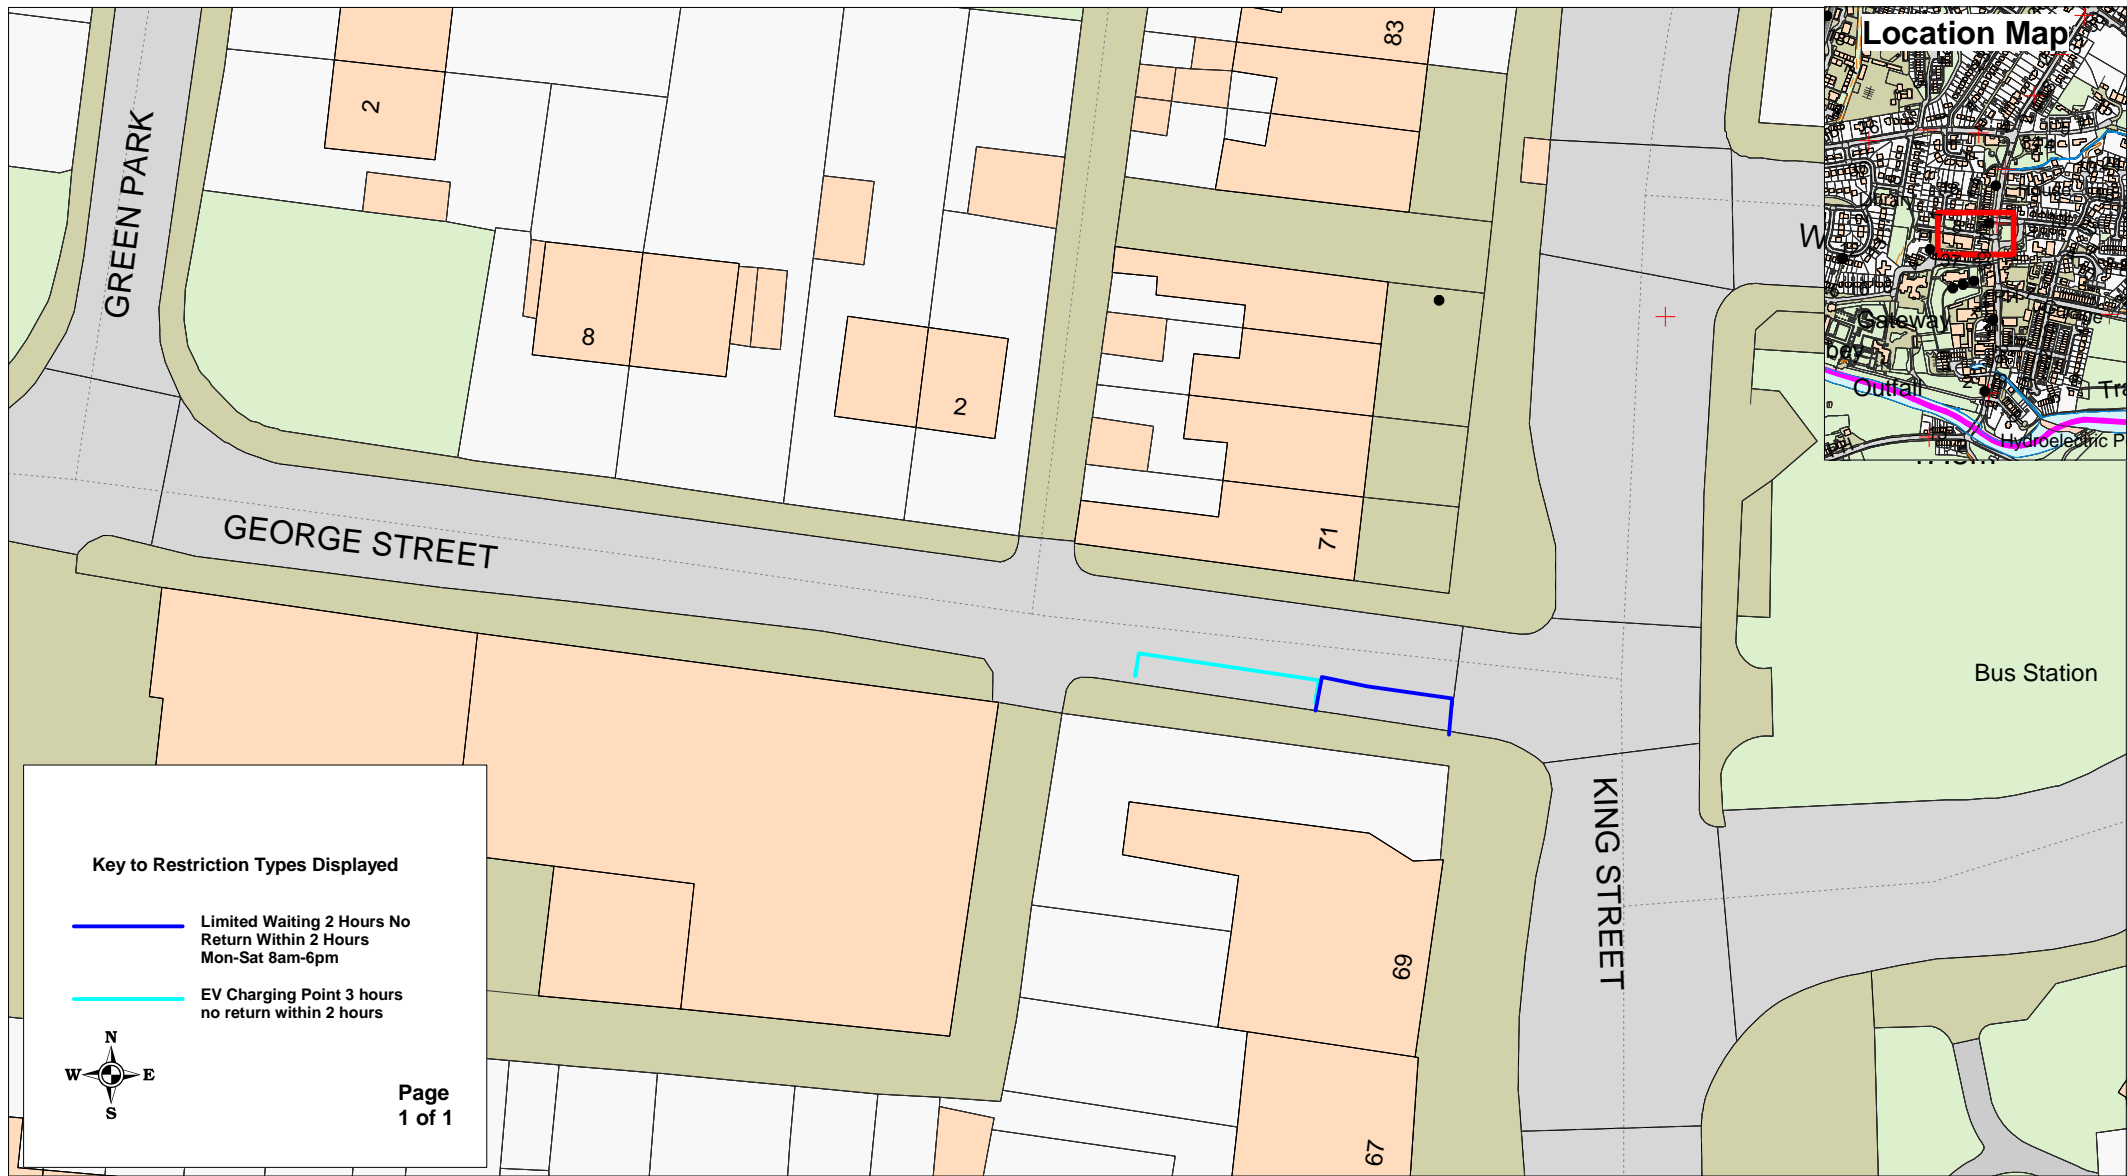 Location Map
83
2
GREEN PARK
House
Library
8
2
Gateway
Outfall
Hydroelectric P
71
GEORGE STREET
Bus Station
KING STREET
69
67
Key to Restriction Types Displayed
Limited Waiting 2 Hours No
Return Within 2 Hours
Mon-Sat 8am-6pm
EV Charging Point 3 hours
no return within 2 hours
N
W E
S
Page
1 of 1